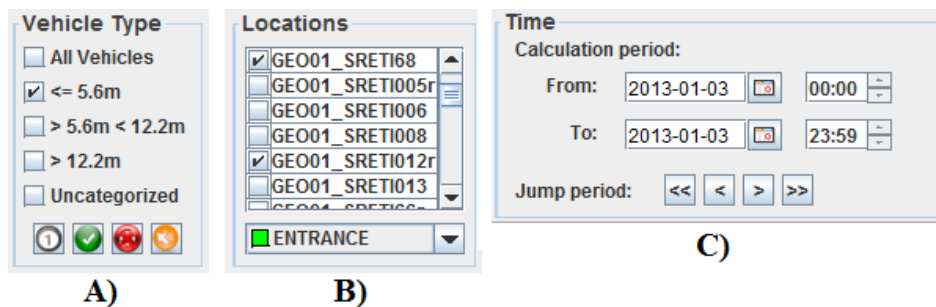 Vehicle Type
All Vehicles
<= 5.6m
> 5.6m < 12.2m
> 12.2m
Uncategorized
1
A)
Locations
GEO01_SRETI68
GEO01_SRETI005r
GEO01_SRETI006
GEO01_SRETI008
GEO01_SRETI012r
GEO01_SRETI013
ENTRANCE
B)
Time
Calculation period:
From: 2013-01-03 00:00
To: 2013-01-03 23:59
Jump period: << < > >>
C)